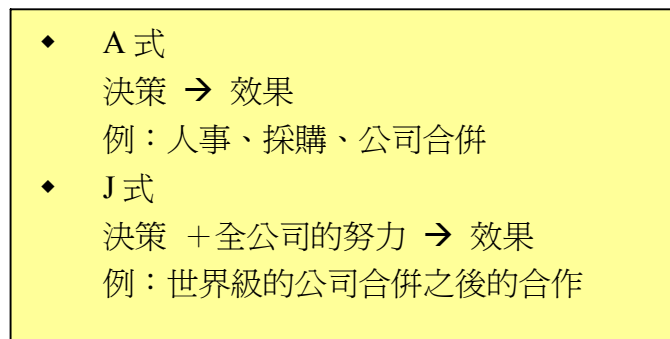 ◆ A 式
決策 → 效果
例：人事、採購、公司合併
◆ J 式
決策 ＋全公司的努力 → 效果
例：世界級的公司合併之後的合作